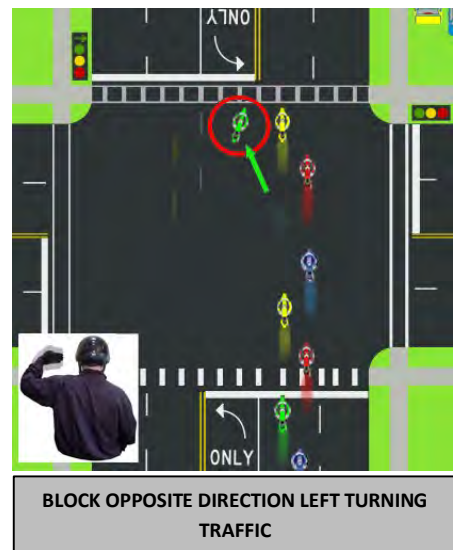 ONLY
ONLY
BLOCK OPPOSITE DIRECTION LEFT TURNING
TRAFFIC